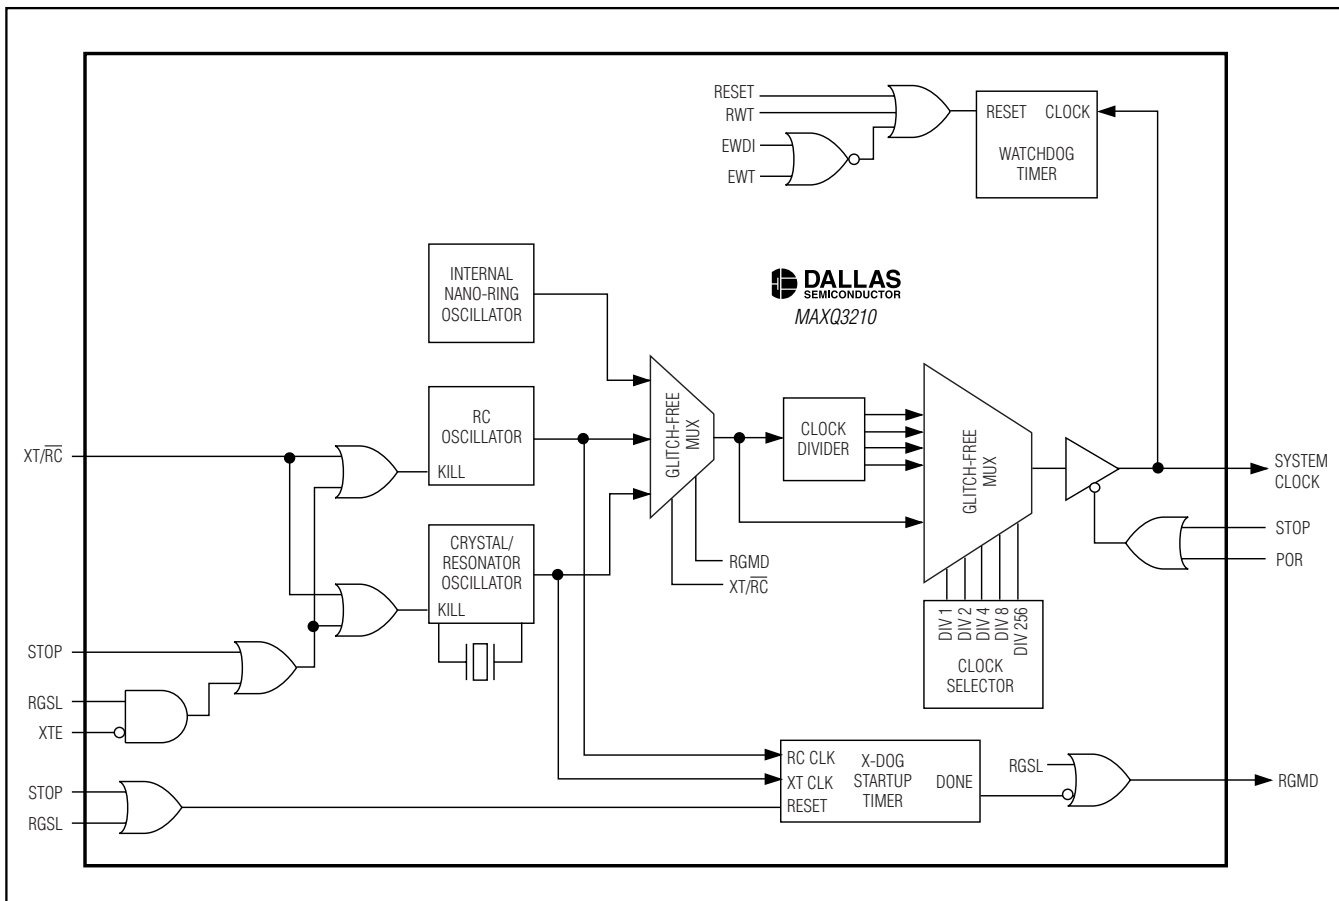 RESET
RWT
EWDI
EWT
RESET CLOCK
WATCHDOG
TIMER
INTERNAL
NANO-RING
OSCILLATOR
DALLAS
SEMICONDUCTOR
MAXQ3210
RC
OSCILLATOR
KILL
GLITCH-FREE
MUX
CLOCK
DIVIDER
GLITCH-FREE
MUX
XT/R̅C̅
SYSTEM
CLOCK
STOP
POR
CRYSTAL/
RESONATOR
OSCILLATOR
KILL
RGMD
XT/R̅C̅
DIV 1
DIV 2
DIV 4
DIV 8
DIV 256
CLOCK
SELECTOR
STOP
RGSL
XTE
STOP
RGSL
RC CLK
XT CLK
RESET
X-DOG
STARTUP
TIMER
DONE
RGSL
RGMD